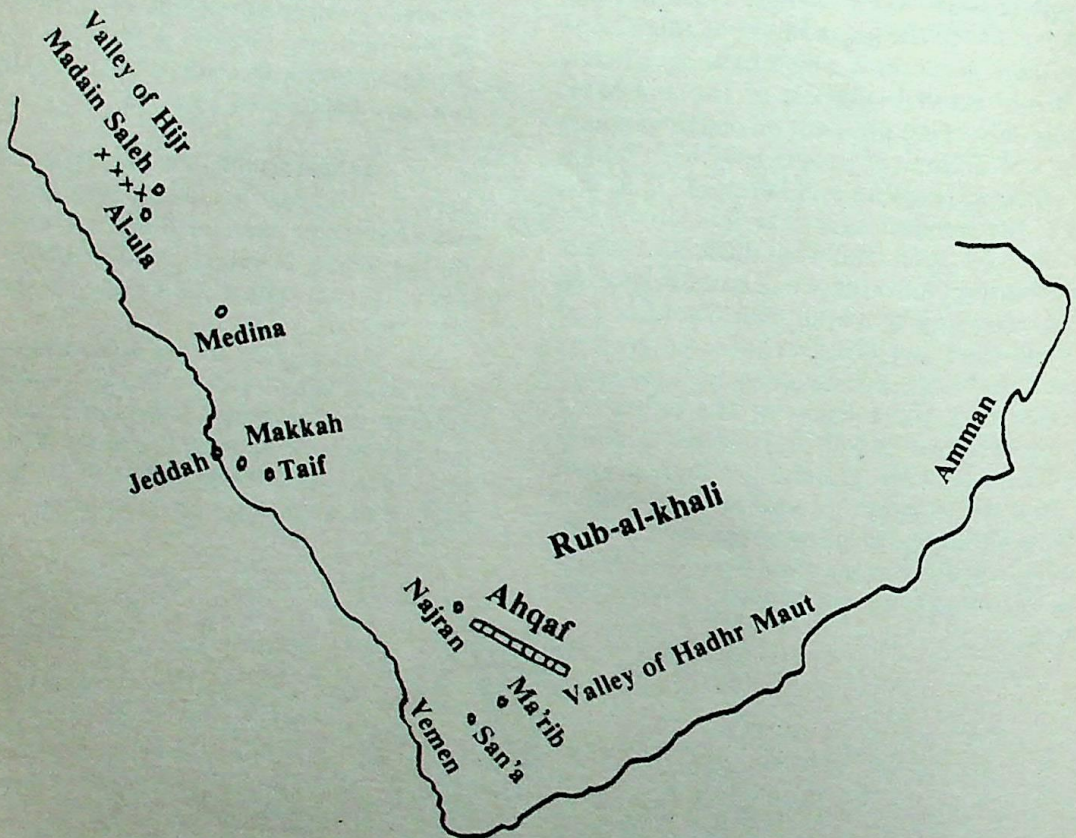 Valley of Hijr
Madain Saleh
Al-ula
Medina
Makkah
Jeddah
Taif
Amman
Rub-al-khali
Najran
Ahqaf
Valley of Hadhr Maut
Ma'rib
San'a
Yemen